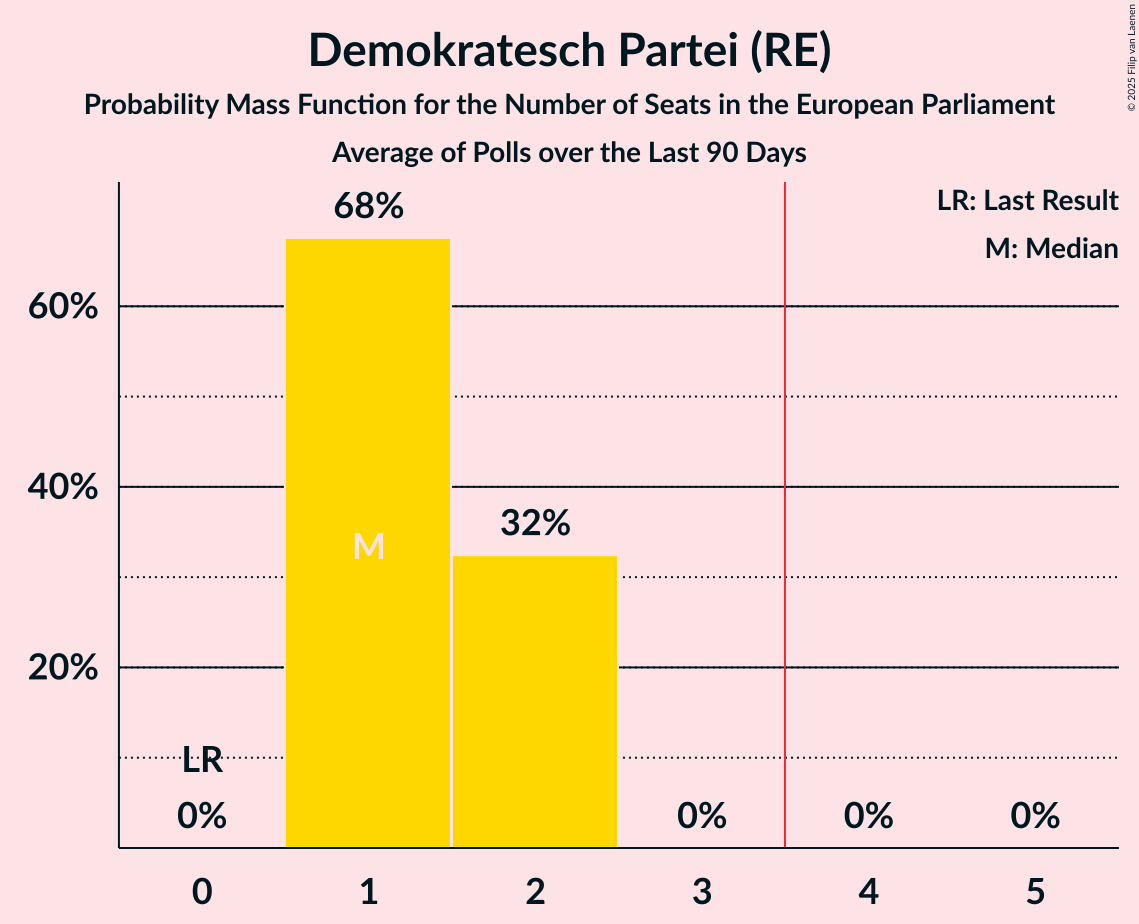 Demokratesch Partei (RE)
Probability Mass Function for the Number of Seats in the European Parliament
Average of Polls over the Last 90 Days
© 2025 Filip van Laenen
LR: Last Result
M: Median
68%
60%
40%
32%
M
20%
LR
0%
0%
0%
0%
0 1 2 3 4 5